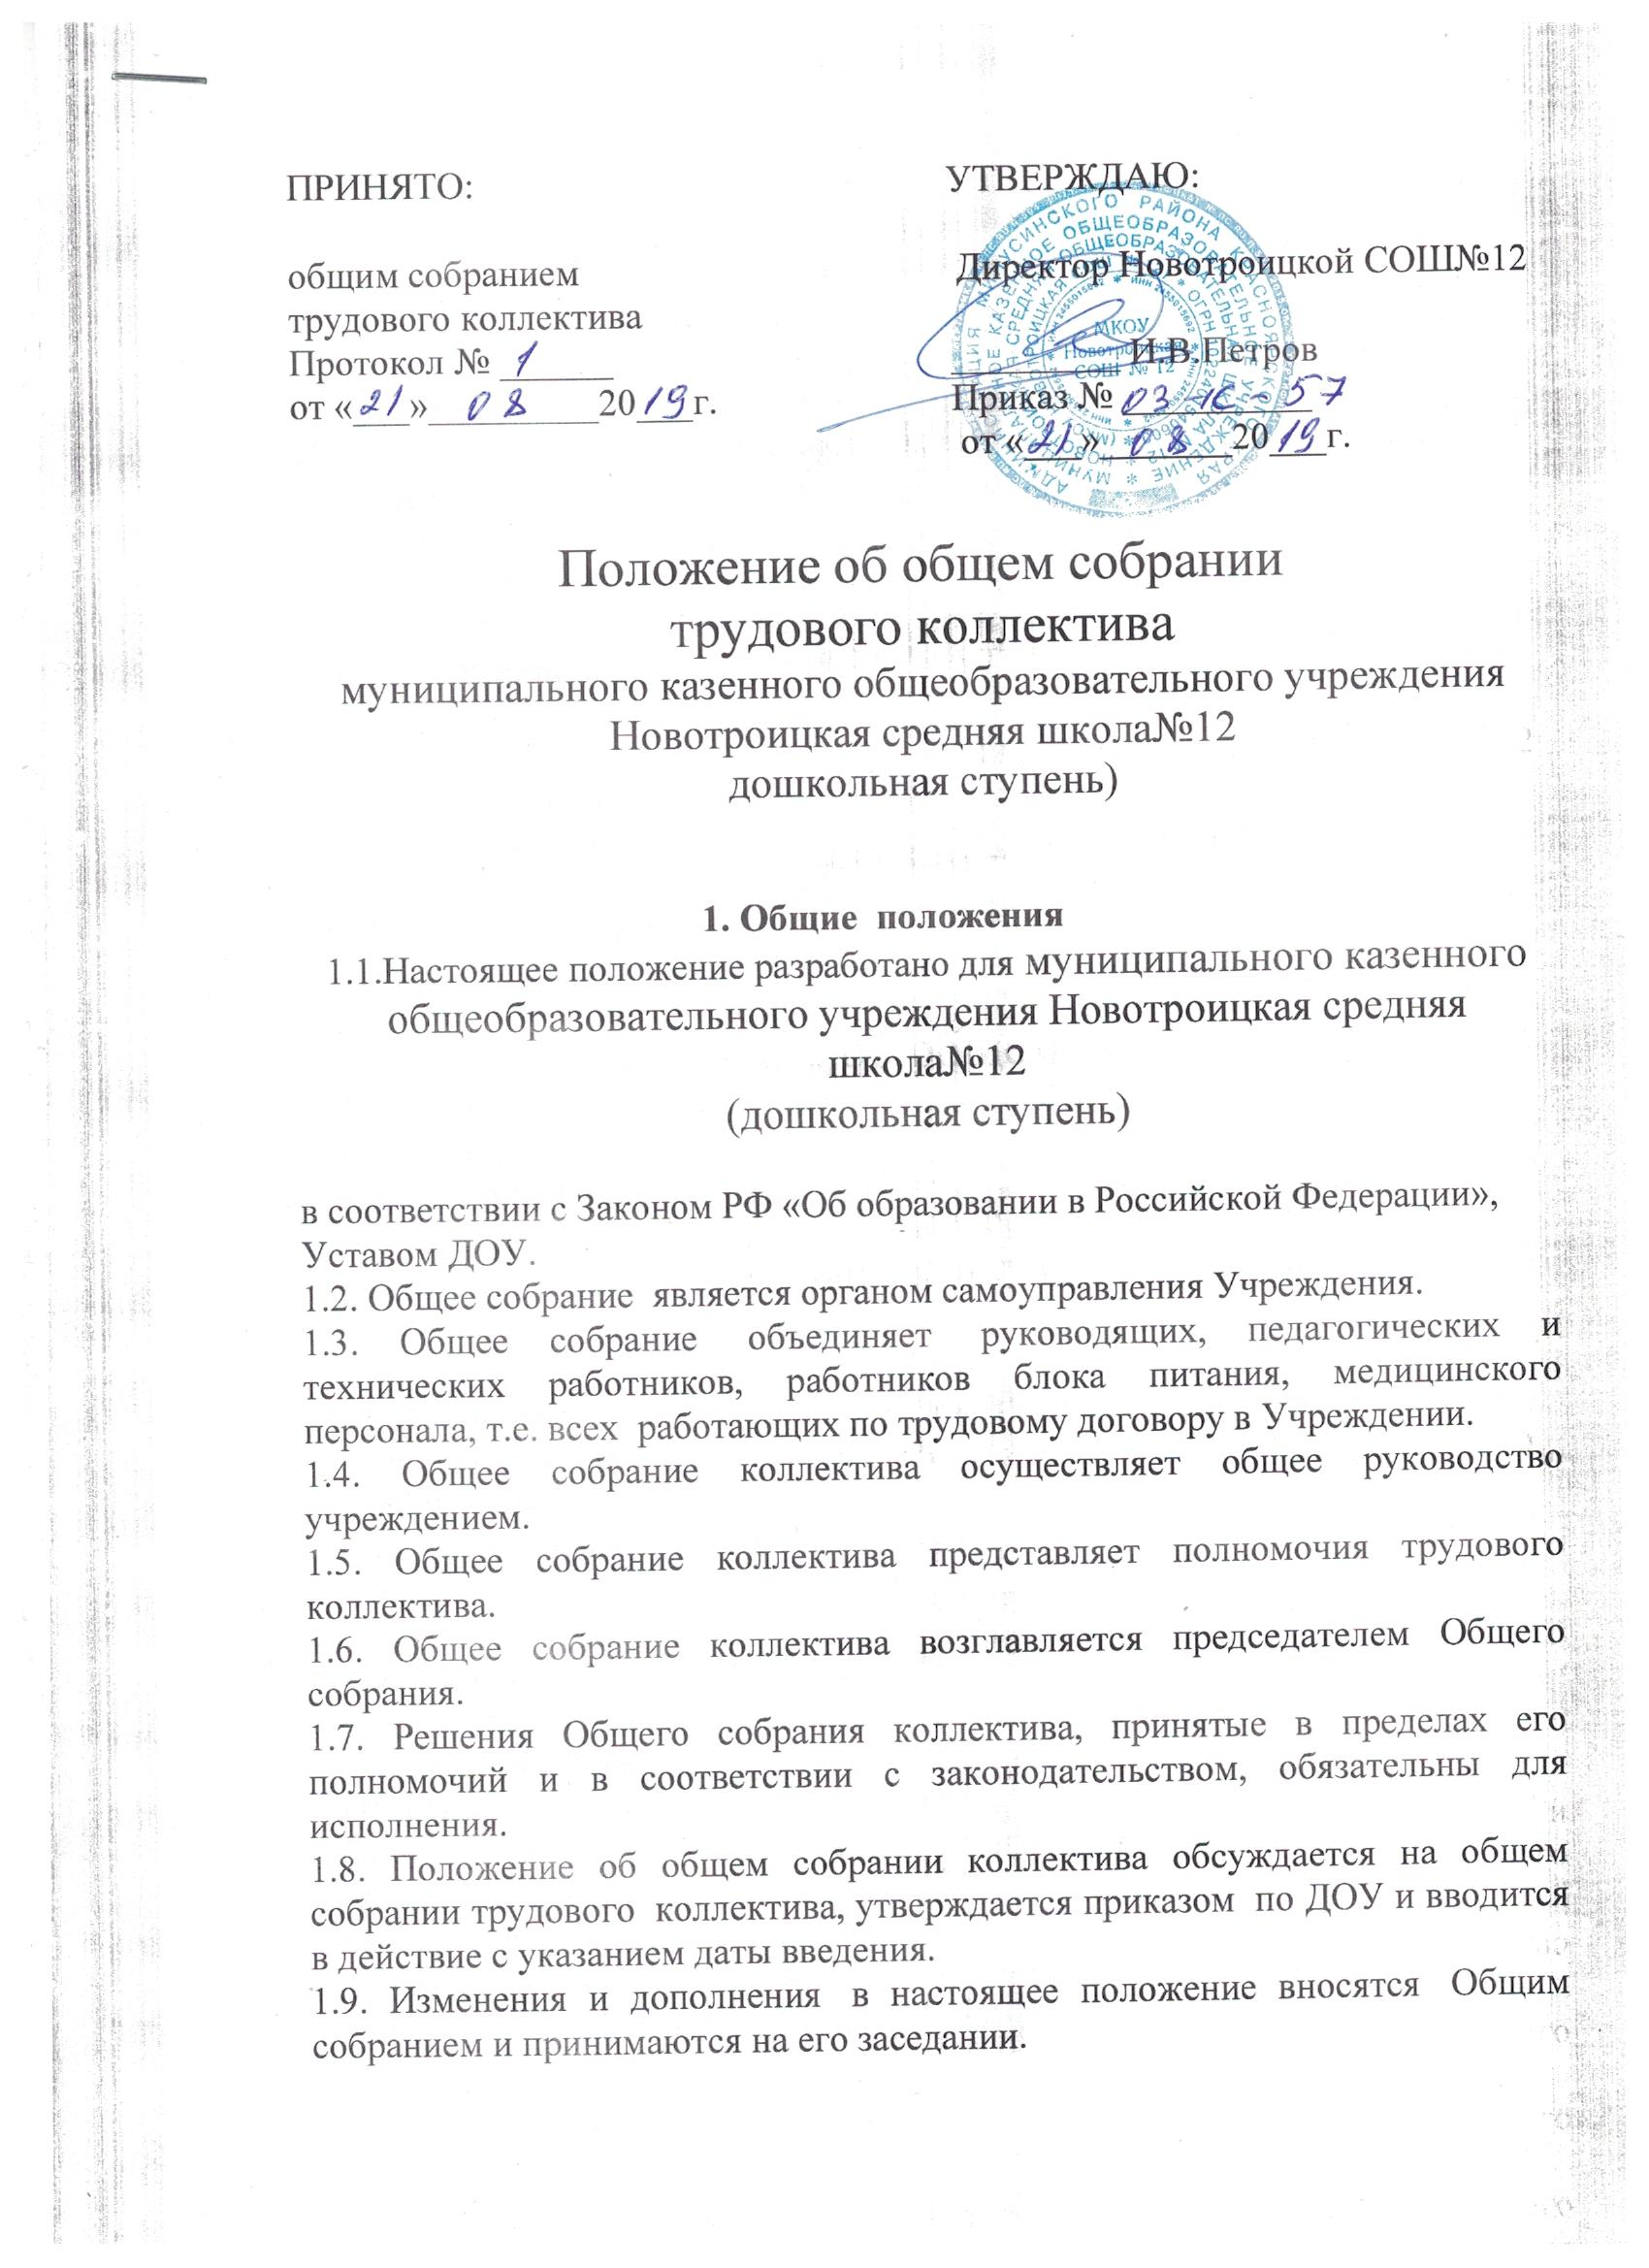 ПРИНЯТО:
общим собранием
трудового коллектива
Протокол № 1
от «21» 08 2019г.
УТВЕРЖДАЮ:
Директор Новотроицкой СОШ№12
И.В.Петров
Приказ № 03 57
от «21» 08 2019г.
МКОУ
Новотроицкая
СОШ № 12
Положение об общем собрании
трудового коллектива
муниципального казенного общеобразовательного учреждения
Новотроицкая средняя школа№12
дошкольная ступень)
1. Общие положения
1.1.Настоящее положение разработано для муниципального казенного
общеобразовательного учреждения Новотроицкая средняя
школа№12
(дошкольная ступень)
в соответствии с Законом РФ «Об образовании в Российской Федерации»,
Уставом ДОУ.
1.2. Общее собрание является органом самоуправления Учреждения.
1.3. Общее собрание объединяет руководящих, педагогических и
технических работников, работников блока питания, медицинского
персонала, т.е. всех работающих по трудовому договору в Учреждении.
1.4. Общее собрание коллектива осуществляет общее руководство
учреждением.
1.5. Общее собрание коллектива представляет полномочия трудового
коллектива.
1.6. Общее собрание коллектива возглавляется председателем Общего
собрания.
1.7. Решения Общего собрания коллектива, принятые в пределах его
полномочий и в соответствии с законодательством, обязательны для
исполнения.
1.8. Положение об общем собрании коллектива обсуждается на общем
собрании трудового коллектива, утверждается приказом по ДОУ и вводится
в действие с указанием даты введения.
1.9. Изменения и дополнения в настоящее положение вносятся Общим
собранием и принимаются на его заседании.